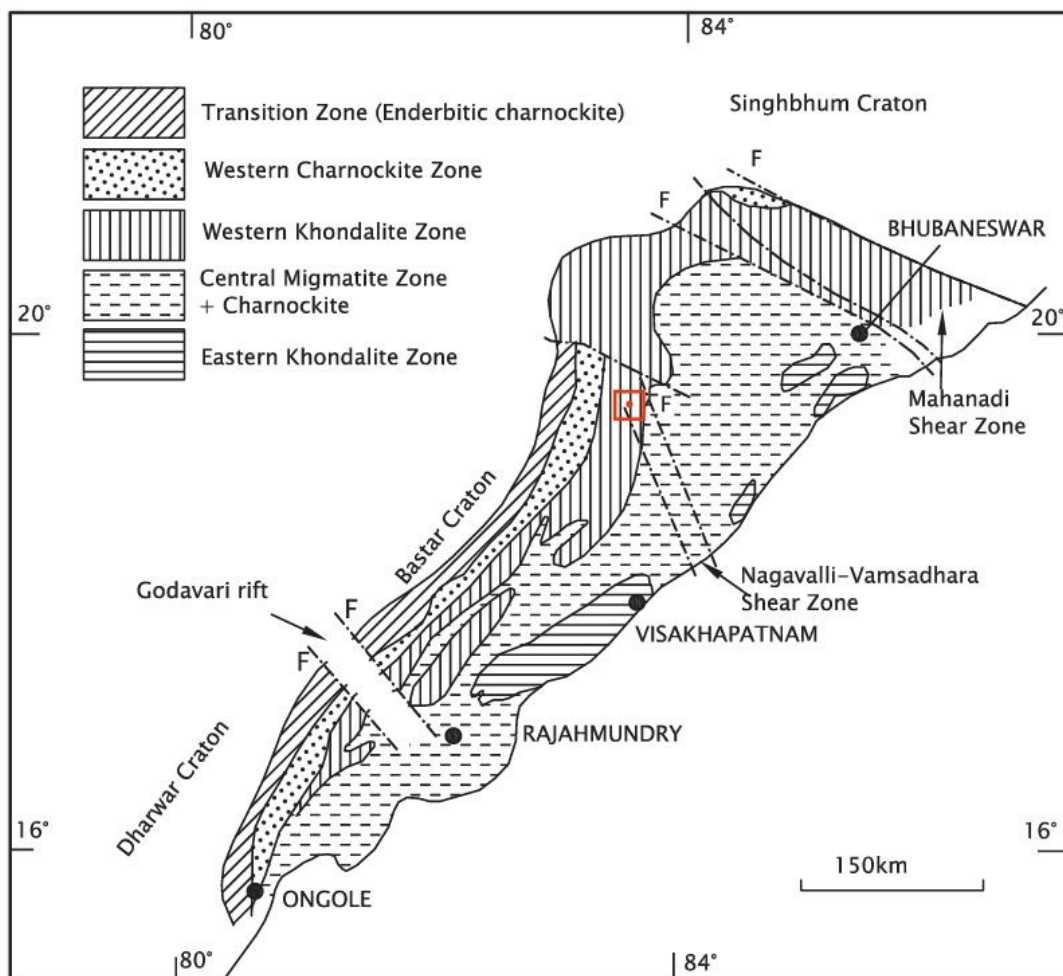 80°
84°
Transition Zone (Enderbitic charnockite)
Western Charnockite Zone
Western Khondalite Zone
Central Migmatite Zone
+ Charnockite
Eastern Khondalite Zone
Singhbhum Craton
F
F
BHUBANESWAR
20°
20°
F
Mahanadi
Shear Zone
Bastar Craton
Godavari rift
F
F
Nagavalli-Vamsadhara
Shear Zone
VISAKHAPATNAM
RAJAHMUNDRY
Dharwar Craton
16°
16°
150km
ONGOLE
80°
84°